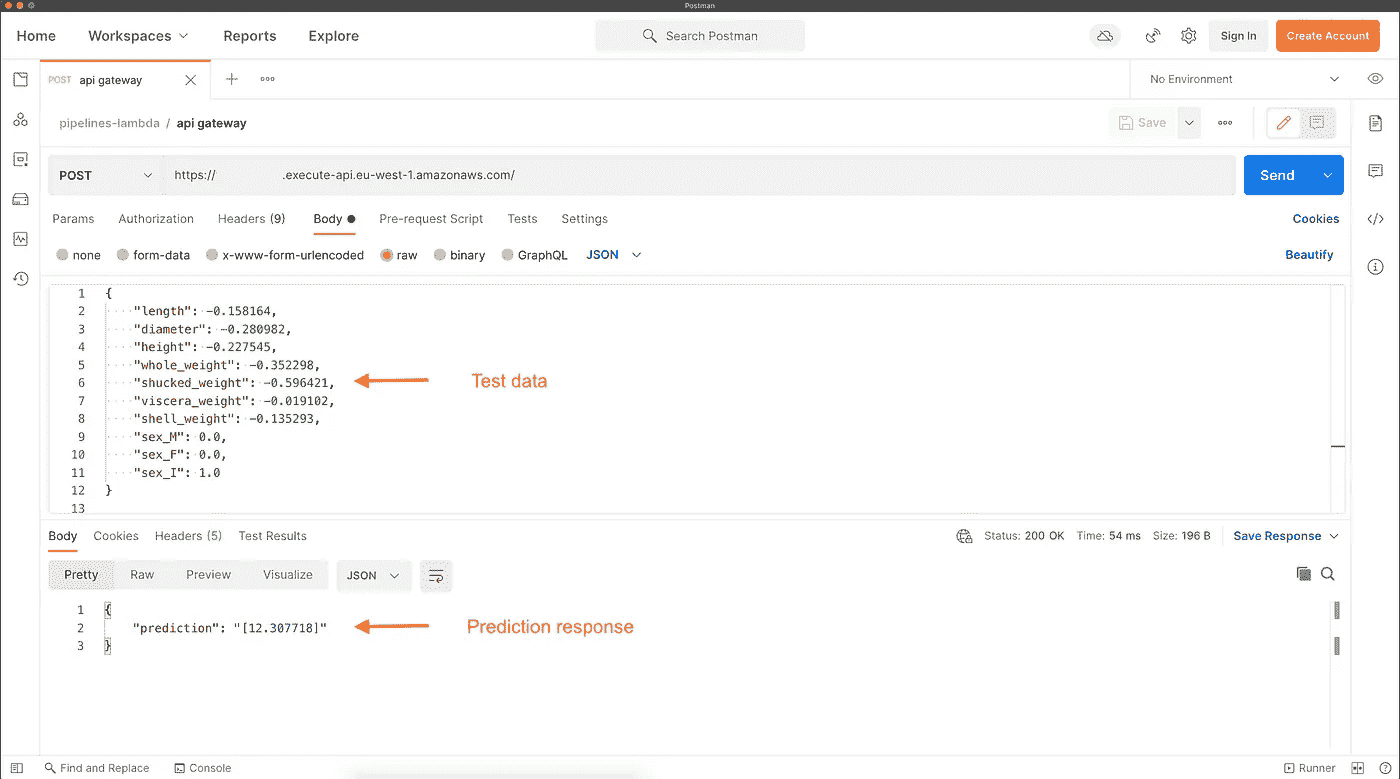 Postman
Home Workspaces Reports Explore Search Postman Sign In Create Account
POST api gateway No Environment
pipelines-lambda / api gateway Save
POST https:// .execute-api.eu-west-1.amazonaws.com/ Send
Params Authorization Headers (9) Body Pre-request Script Tests Settings Cookies
none form-data x-www-form-urlencoded raw binary GraphQL JSON Beautify
1 {
2 "length": -0.158164,
3 "diameter": -0.280982,
4 "height": -0.227545,
5 "whole_weight": -0.352298,
6 "shucked_weight": -0.596421, Test data
7 "viscera_weight": -0.019102,
8 "shell_weight": -0.135293,
9 "sex_M": 0.0,
10 "sex_F": 0.0,
11 "sex_I": 1.0
12 }
13
Body Cookies Headers (5) Test Results Status: 200 OK Time: 54 ms Size: 196 B Save Response
Pretty Raw Preview Visualize JSON
1 {
2 "prediction": "[12.307718]" Prediction response
3 }
Find and Replace Console Runner